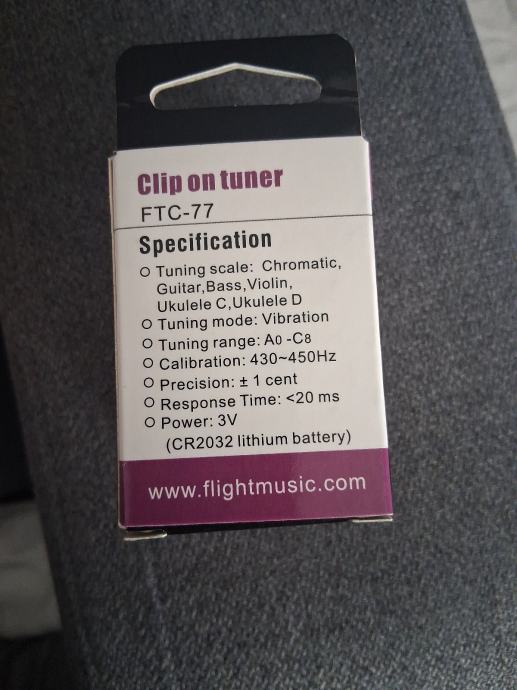 Clip on tuner
FTC-77
Specification
○ Tuning scale: Chromatic,
Guitar,Bass,Violin,
Ukulele C,Ukulele D
○ Tuning mode: Vibration
○ Tuning range: A0 -C8
○ Calibration: 430~450Hz
○ Precision: ± 1 cent
○ Response Time: <20 ms
○ Power: 3V
(CR2032 lithium battery)
www.flightmusic.com